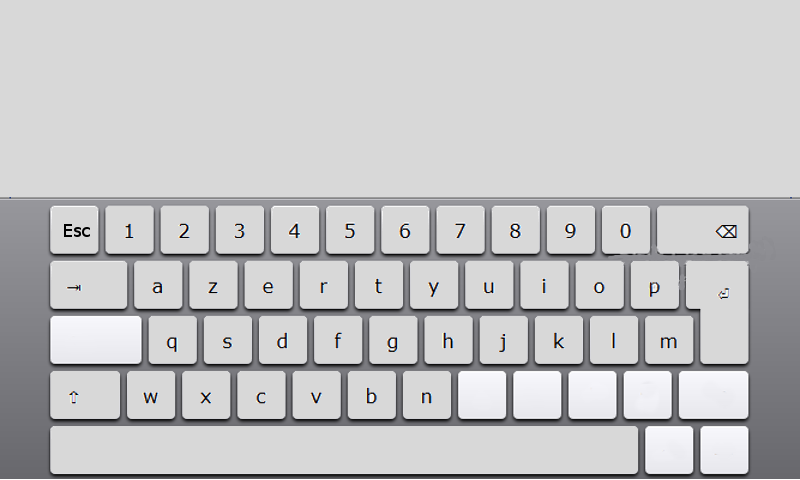 Esc 1 2 3 4 5 6 7 8 9 0 ⌫
⇥ a z e r t y u i o p ⏎
q s d f g h j k l m
⇧ w x c v b n